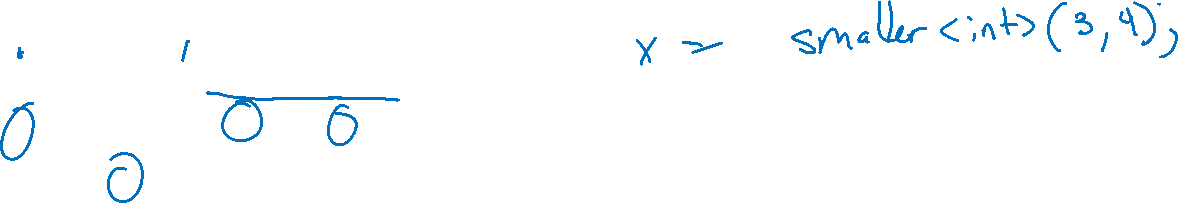 x = smaller<int>(3,4);